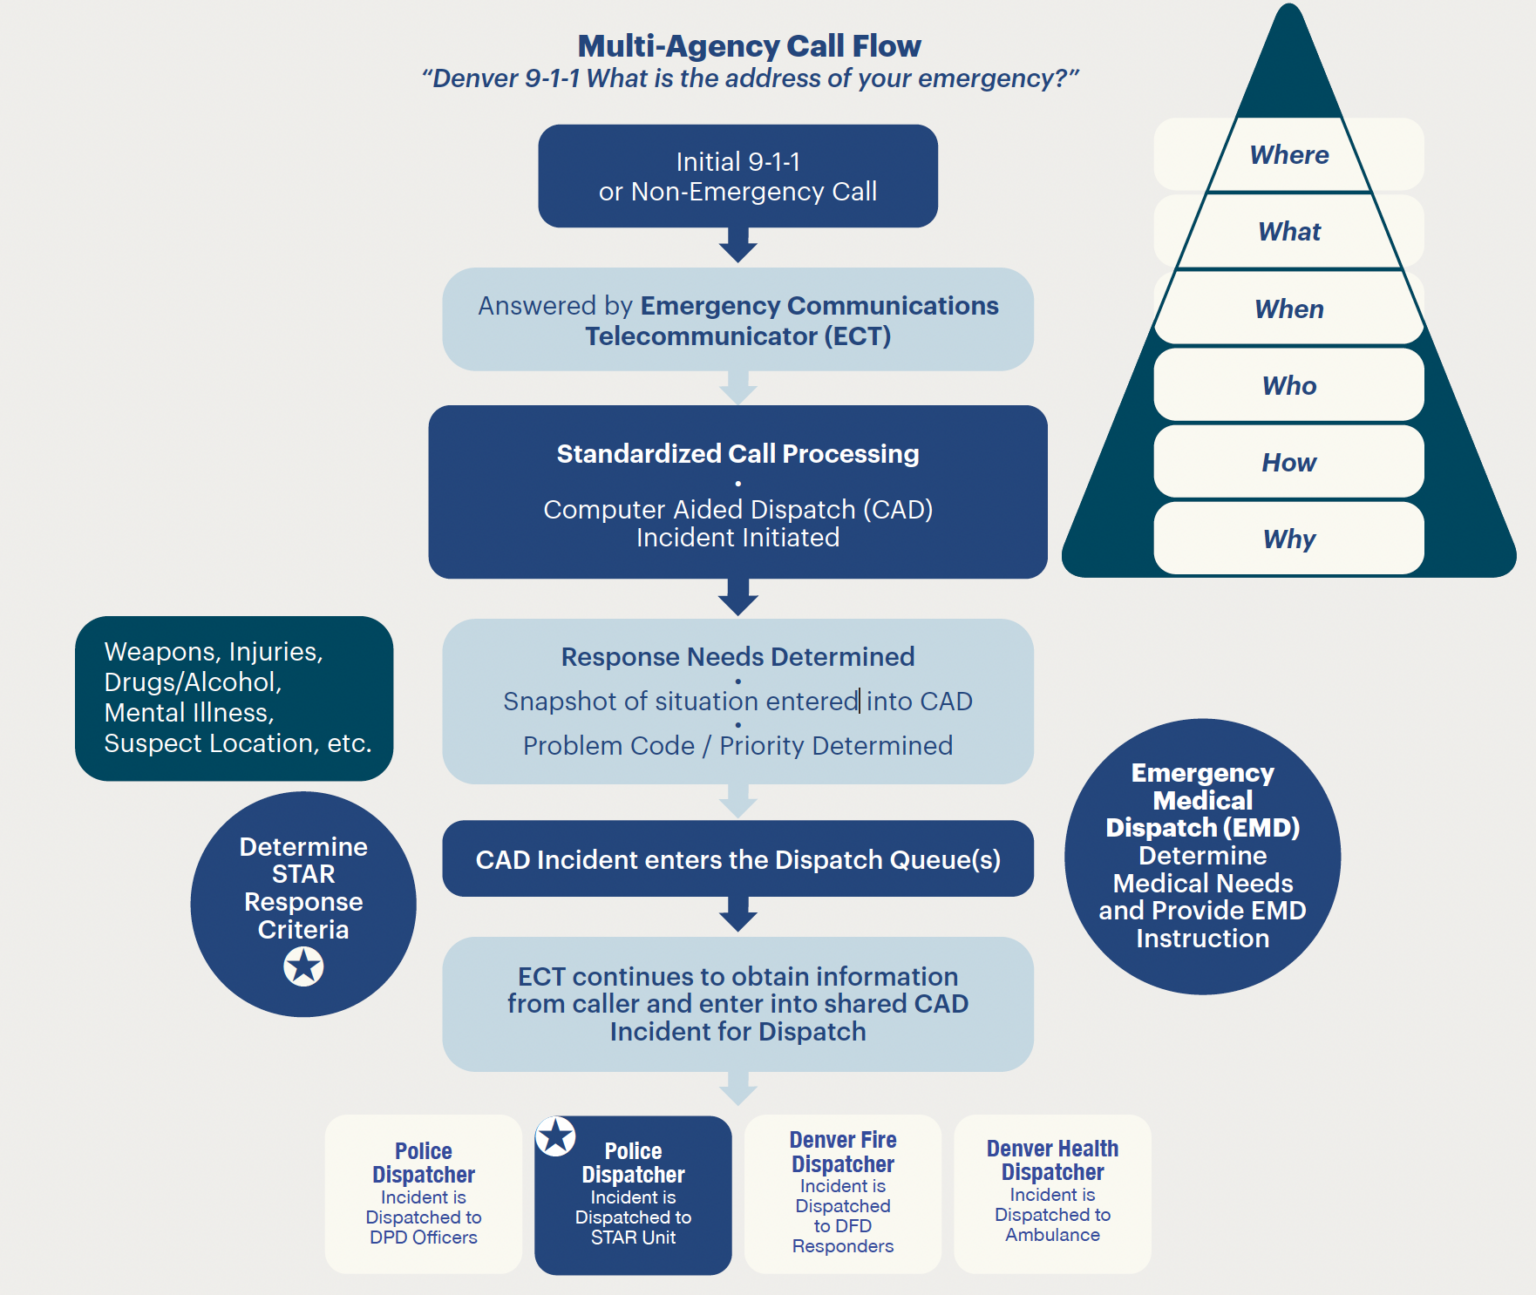 Multi-Agency Call Flow
“Denver 9-1-1 What is the address of your emergency?”
Initial 9-1-1
or Non-Emergency Call
Answered by Emergency Communications
Telecommunicator (ECT)
Standardized Call Processing
•
Computer Aided Dispatch (CAD)
Incident Initiated
Where
What
When
Who
How
Why
Weapons, Injuries,
Drugs/Alcohol,
Mental Illness,
Suspect Location, etc.
Response Needs Determined
•
Snapshot of situation entered into CAD
•
Problem Code / Priority Determined
Determine
STAR
Response
Criteria
CAD Incident enters the Dispatch Queue(s)
Emergency
Medical
Dispatch (EMD)
Determine
Medical Needs
and Provide EMD
Instruction
ECT continues to obtain information
from caller and enter into shared CAD
Incident for Dispatch
Police
Dispatcher
Incident is
Dispatched to
DPD Officers
Police
Dispatcher
Incident is
Dispatched to
STAR Unit
Denver Fire
Dispatcher
Incident is
Dispatched
to DFD
Responders
Denver Health
Dispatcher
Incident is
Dispatched to
Ambulance